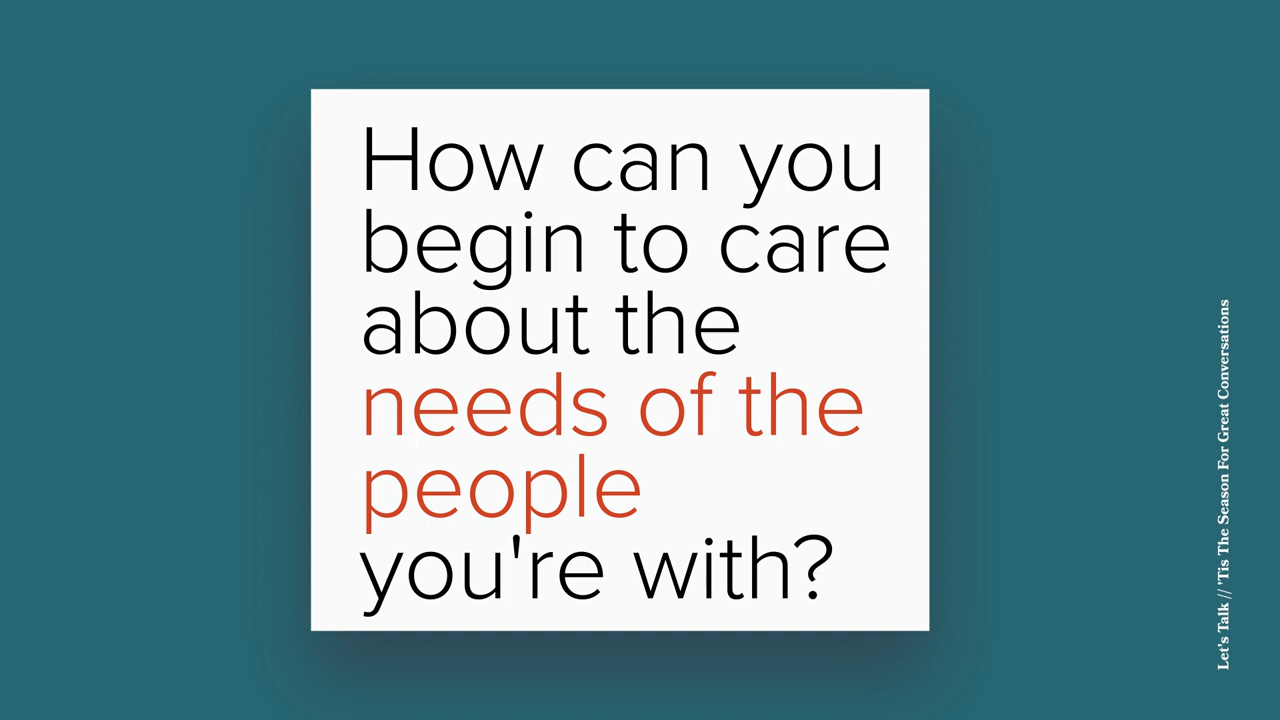 How can you
begin to care
about the
needs of the
people
you're with?
Let's Talk // 'Tis The Season For Great Conversations